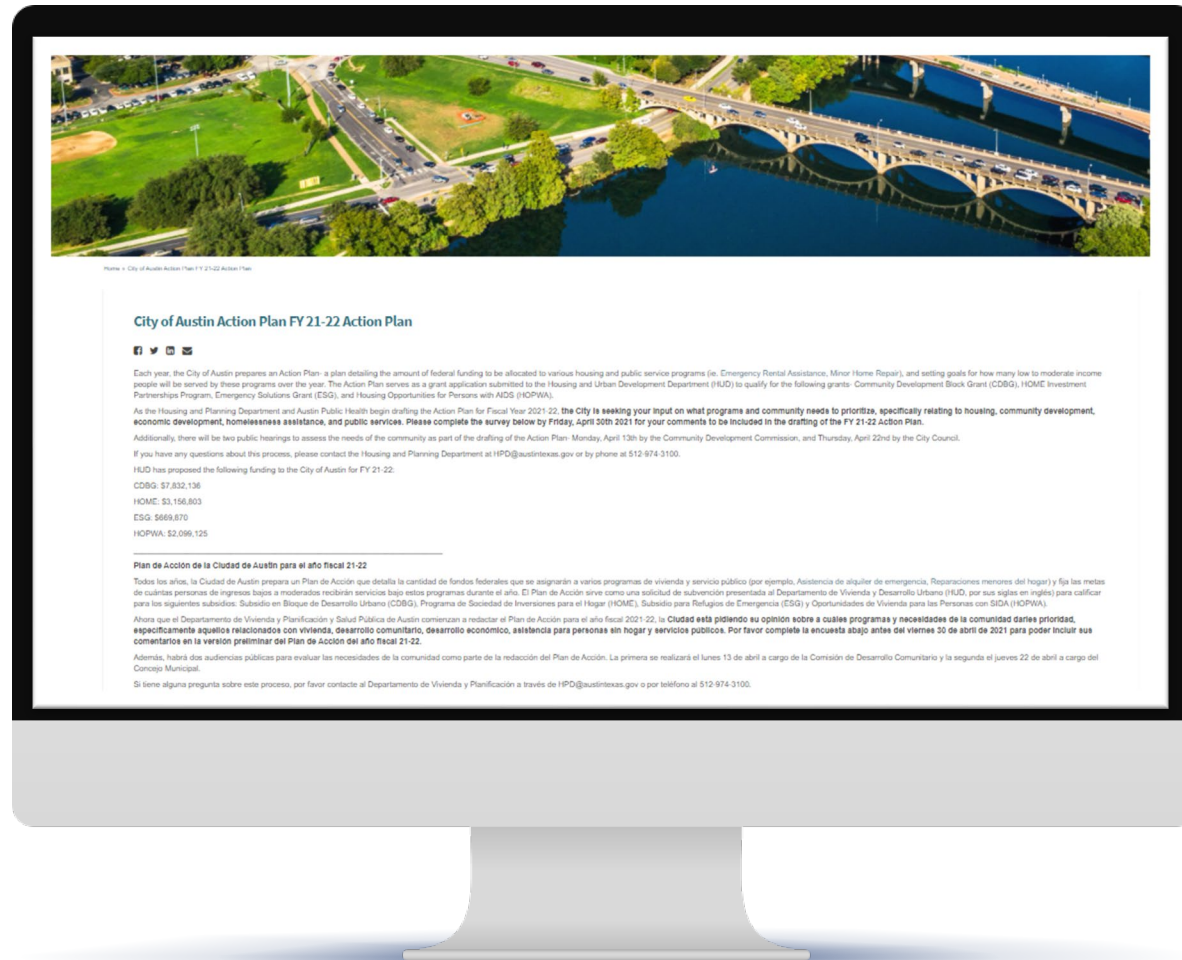 Home » City of Austin Action Plan FY 21-22 Action Plan
City of Austin Action Plan FY 21-22 Action Plan
Each year, the City of Austin prepares an Action Plan- a plan detailing the amount of federal funding to be allocated to various housing and public service programs (ie. Emergency Rental Assistance, Minor Home Repair), and setting goals for how many low to moderate income
people will be served by these programs over the year. The Action Plan serves as a grant application submitted to the Housing and Urban Development Department (HUD) to qualify for the following grants- Community Development Block Grant (CDBG), HOME Investment
Partnerships Program, Emergency Solutions Grant (ESG), and Housing Opportunities for Persons with AIDS (HOPWA).
As the Housing and Planning Department and Austin Public Health begin drafting the Action Plan for Fiscal Year 2021-22, the City is seeking your input on what programs and community needs to prioritize, specifically relating to housing, community development,
economic development, homelessness assistance, and public services. Please complete the survey below by Friday, April 30th 2021 for your comments to be included in the drafting of the FY 21-22 Action Plan.
Additionally, there will be two public hearings to assess the needs of the community as part of the drafting of the Action Plan- Monday, April 13th by the Community Development Commission, and Thursday, April 22nd by the City Council.
If you have any questions about this process, please contact the Housing and Planning Department at HPD@austintexas.gov or by phone at 512-974-3100.
HUD has proposed the following funding to the City of Austin for FY 21-22:
CDBG: $7,832,136
HOME: $3,156,803
ESG: $669,670
HOPWA: $2,099,125
Plan de Acción de la Ciudad de Austin para el año fiscal 21-22
Todos los años, la Ciudad de Austin prepara un Plan de Acción que detalla la cantidad de fondos federales que se asignarán a varios programas de vivienda y servicio público (por ejemplo, Asistencia de alquiler de emergencia, Reparaciones menores del hogar) y fija las metas
de cuántas personas de ingresos bajos a moderados recibirán servicios bajo estos programas durante el año. El Plan de Acción sirve como una solicitud de subvención presentada al Departamento de Vivienda y Desarrollo Urbano (HUD, por sus siglas en inglés) para calificar
para los siguientes subsidios: Subsidio en Bloque de Desarrollo Urbano (CDBG), Programa de Sociedad de Inversiones para el Hogar (HOME), Subsidio para Refugios de Emergencia (ESG) y Oportunidades de Vivienda para las Personas con SIDA (HOPWA).
Ahora que el Departamento de Vivienda y Planificación y Salud Pública de Austin comienzan a redactar el Plan de Acción para el año fiscal 2021-22, la Ciudad está pidiendo su opinión sobre a cuáles programas y necesidades de la comunidad darles prioridad,
específicamente aquellos relacionados con vivienda, desarrollo comunitario, desarrollo económico, asistencia para personas sin hogar y servicios públicos. Por favor complete la encuesta abajo antes del viernes 30 de abril de 2021 para poder incluir sus
comentarios en la versión preliminar del Plan de Acción del año fiscal 21-22.
Además, habrá dos audiencias públicas para evaluar las necesidades de la comunidad como parte de la redacción del Plan de Acción. La primera se realizará el lunes 13 de abril a cargo de la Comisión de Desarrollo Comunitario y la segunda el jueves 22 de abril a cargo del
Concejo Municipal.
Si tiene alguna pregunta sobre este proceso, por favor contacte al Departamento de Vivienda y Planificación a través de HPD@austintexas.gov o por teléfono al 512-974-3100.